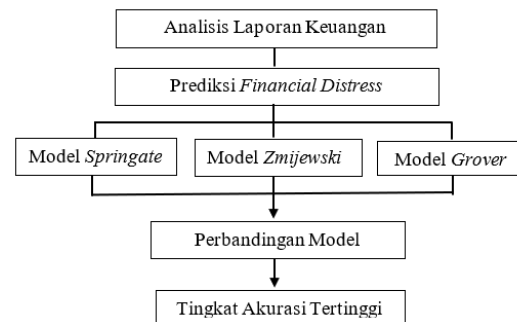 Analisis Laporan Keuangan
Prediksi Financial Distress
Model Springate
Model Zmijewski
Model Grover
Perbandingan Model
Tingkat Akurasi Tertinggi